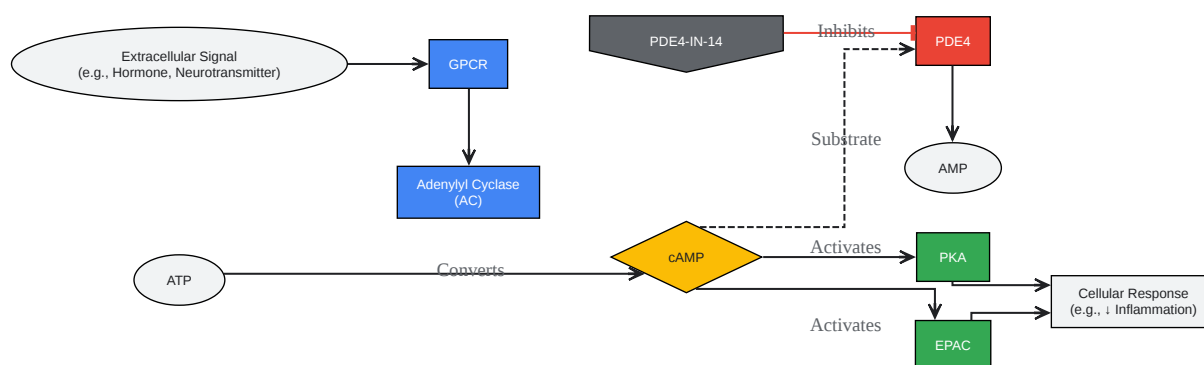 Extracellular Signal
(e.g., Hormone, Neurotransmitter)
GPCR
PDE4-IN-14
Inhibits
PDE4
Substrate
AMP
Adenylyl Cyclase
(AC)
ATP
Converts
cAMP
Activates
PKA
Cellular Response
(e.g., ↓ Inflammation)
Activates
EPAC